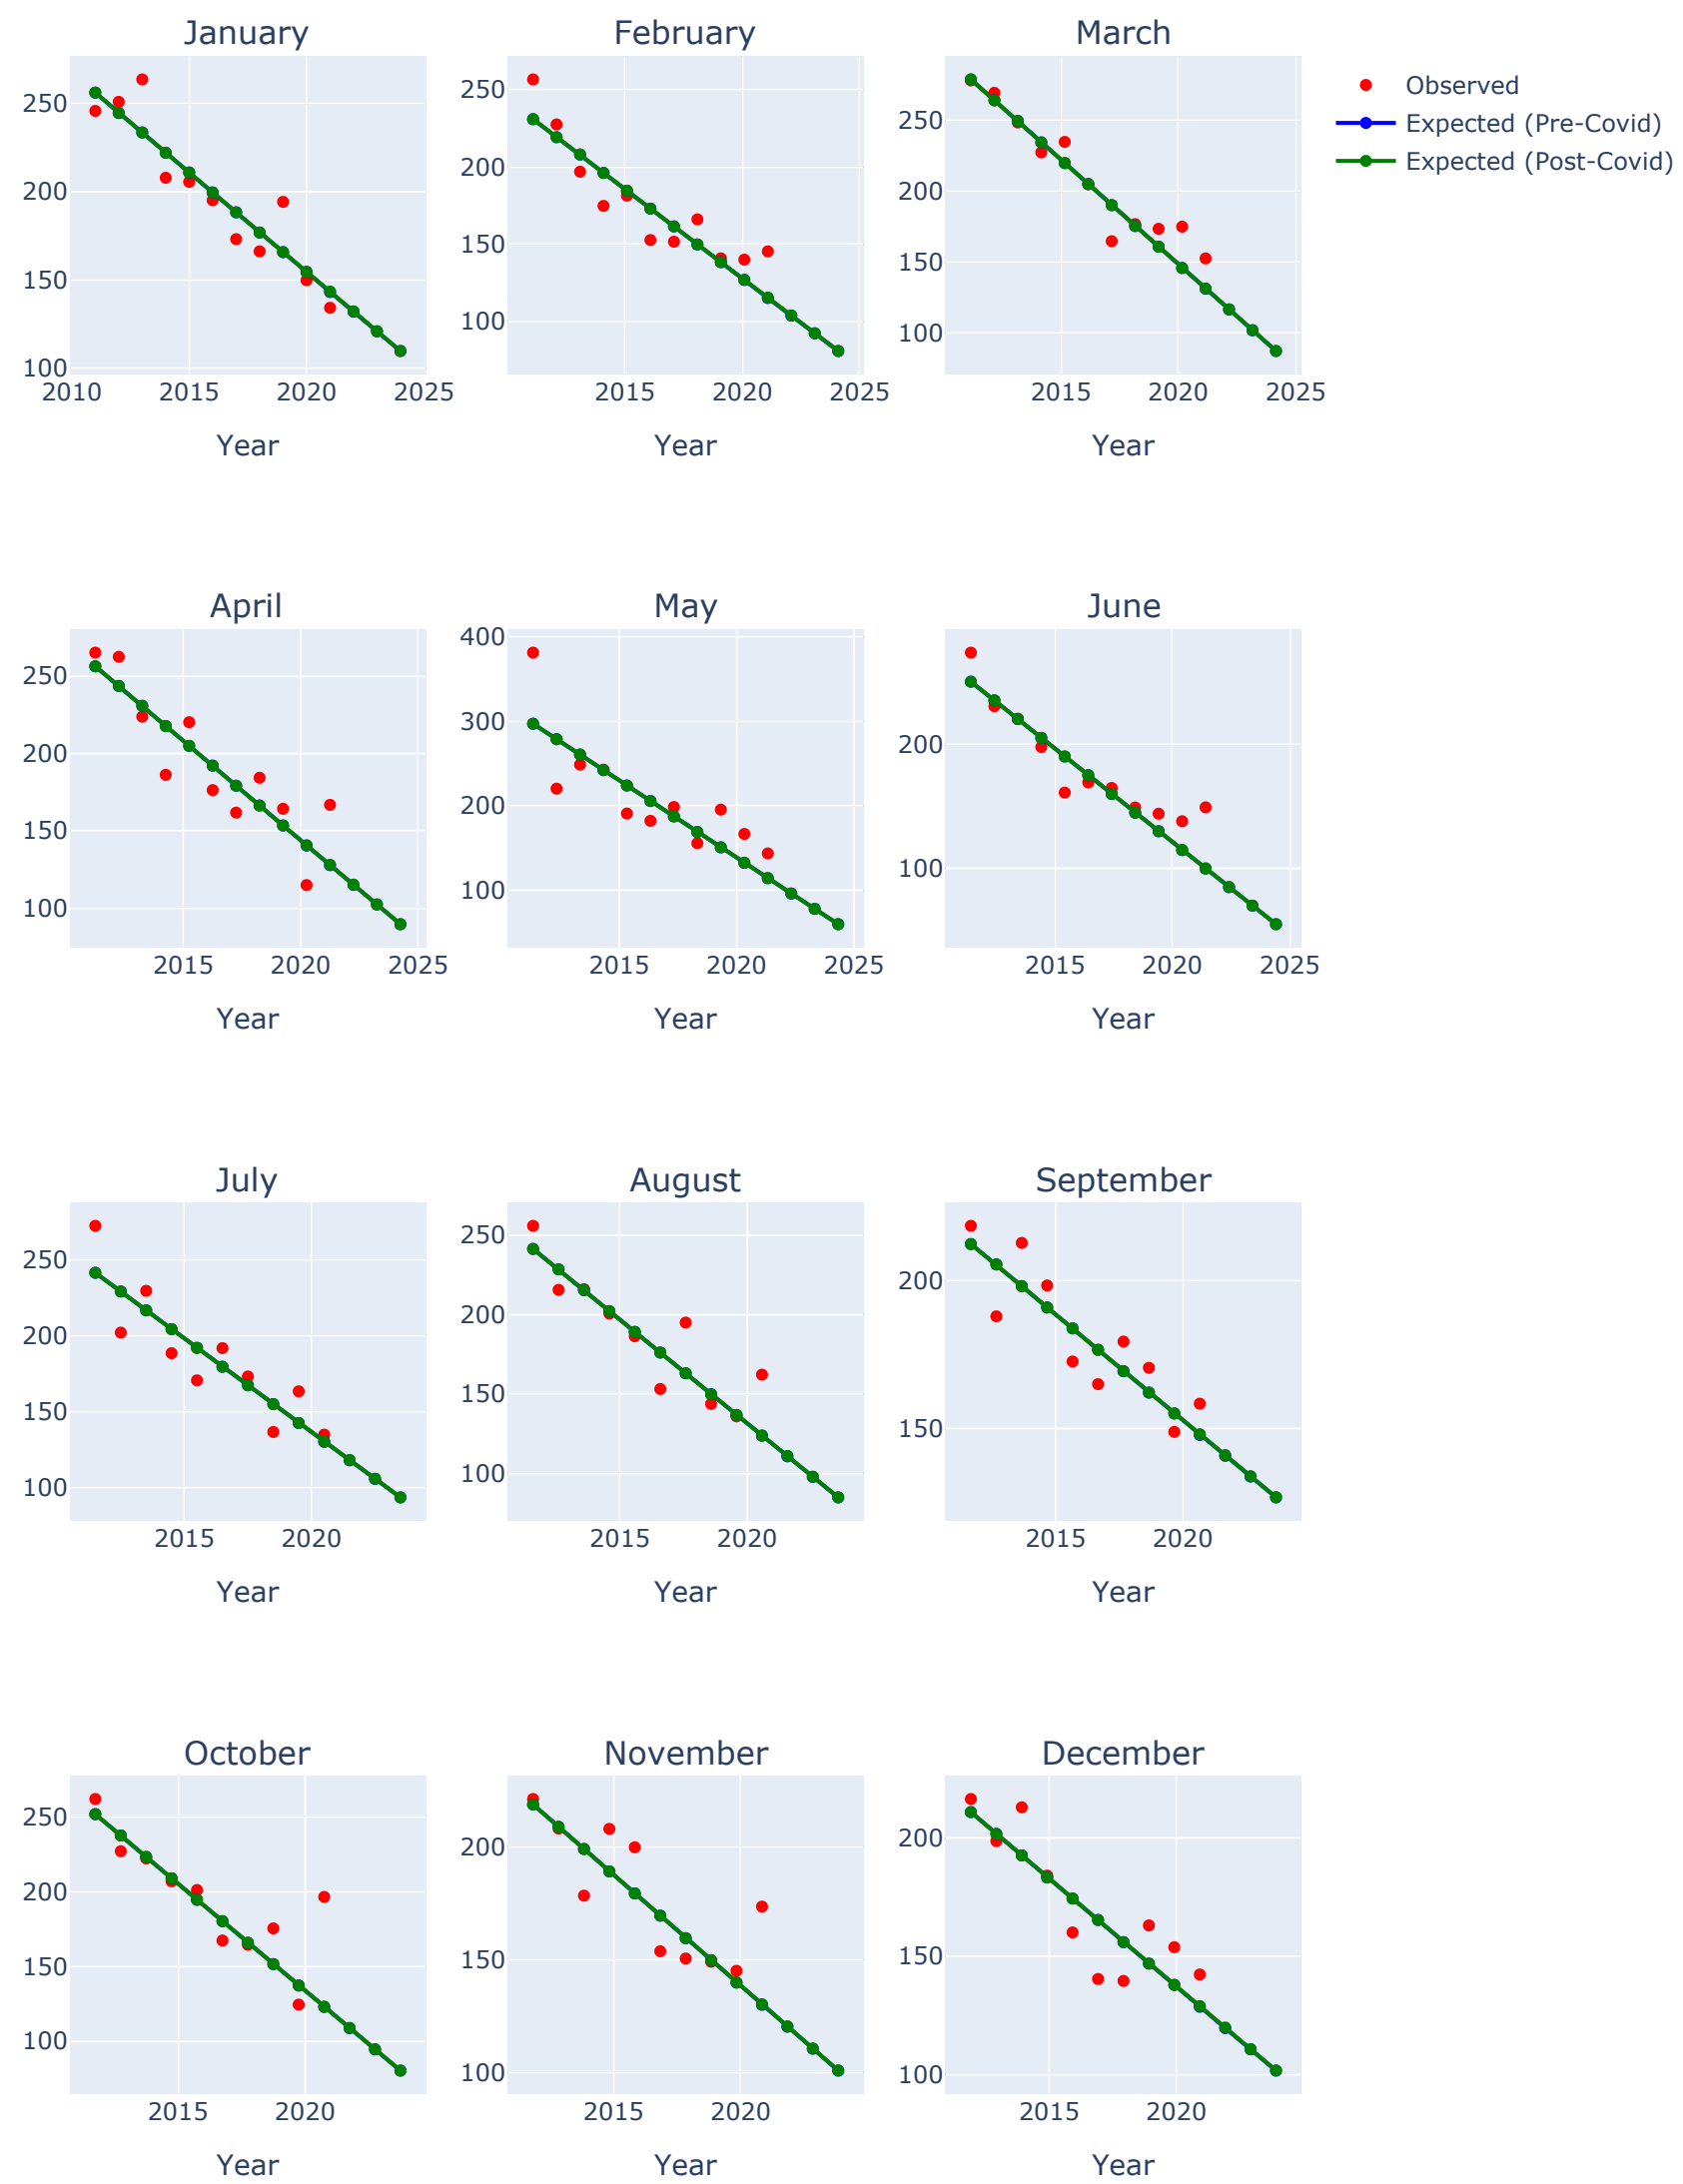 January
February
March
Observed
Expected (Pre-Covid)
Expected (Post-Covid)
250
200
150
100
2010
2015
2020
2025
Year
250
200
150
100
2015
2020
2025
Year
250
200
150
100
2015
2020
2025
Year
April
May
June
250
200
150
100
2015
2020
2025
Year
400
300
200
100
2015
2020
2025
Year
200
100
2015
2020
2025
Year
July
August
September
250
200
150
100
2015
2020
Year
250
200
150
100
2015
2020
Year
200
150
2015
2020
Year
October
November
December
250
200
150
100
2015
2020
Year
200
150
100
2015
2020
Year
200
150
100
2015
2020
Year